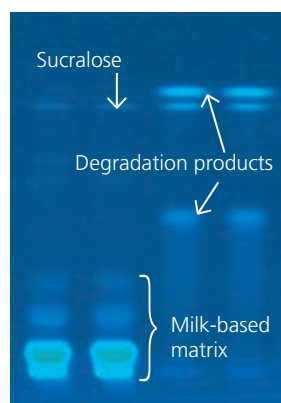 Sucralose
Degradation products
Milk-based
matrix